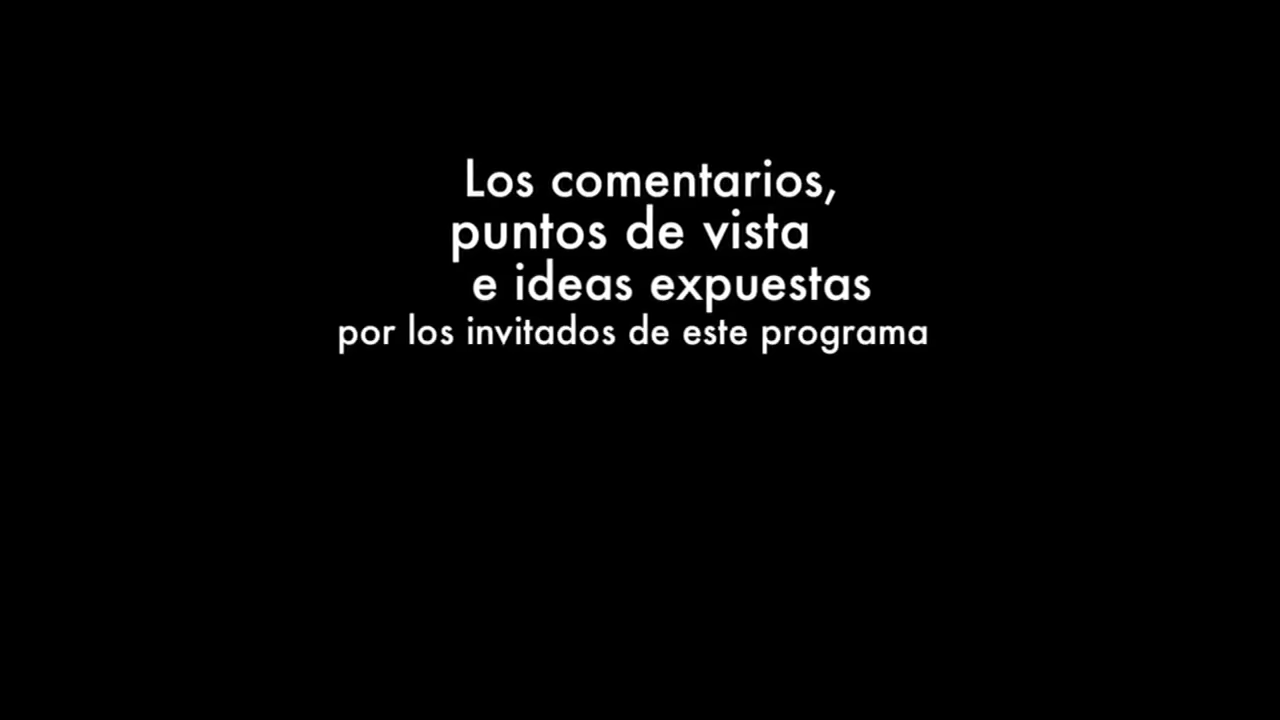 Los comentarios,
puntos de vista
e ideas expuestas
por los invitados de este programa